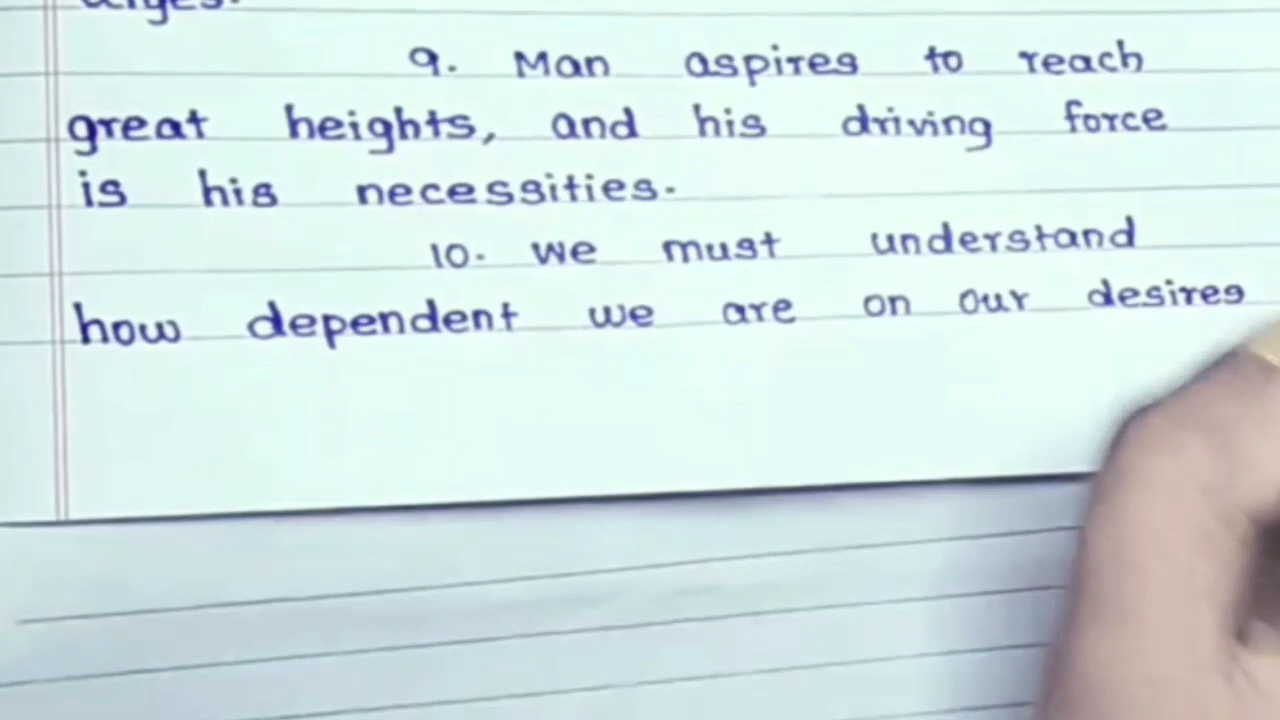 9. Man aspires to reach
great heights, and his driving force
is his necessities.
10. we must understand
how dependent we are on our desires